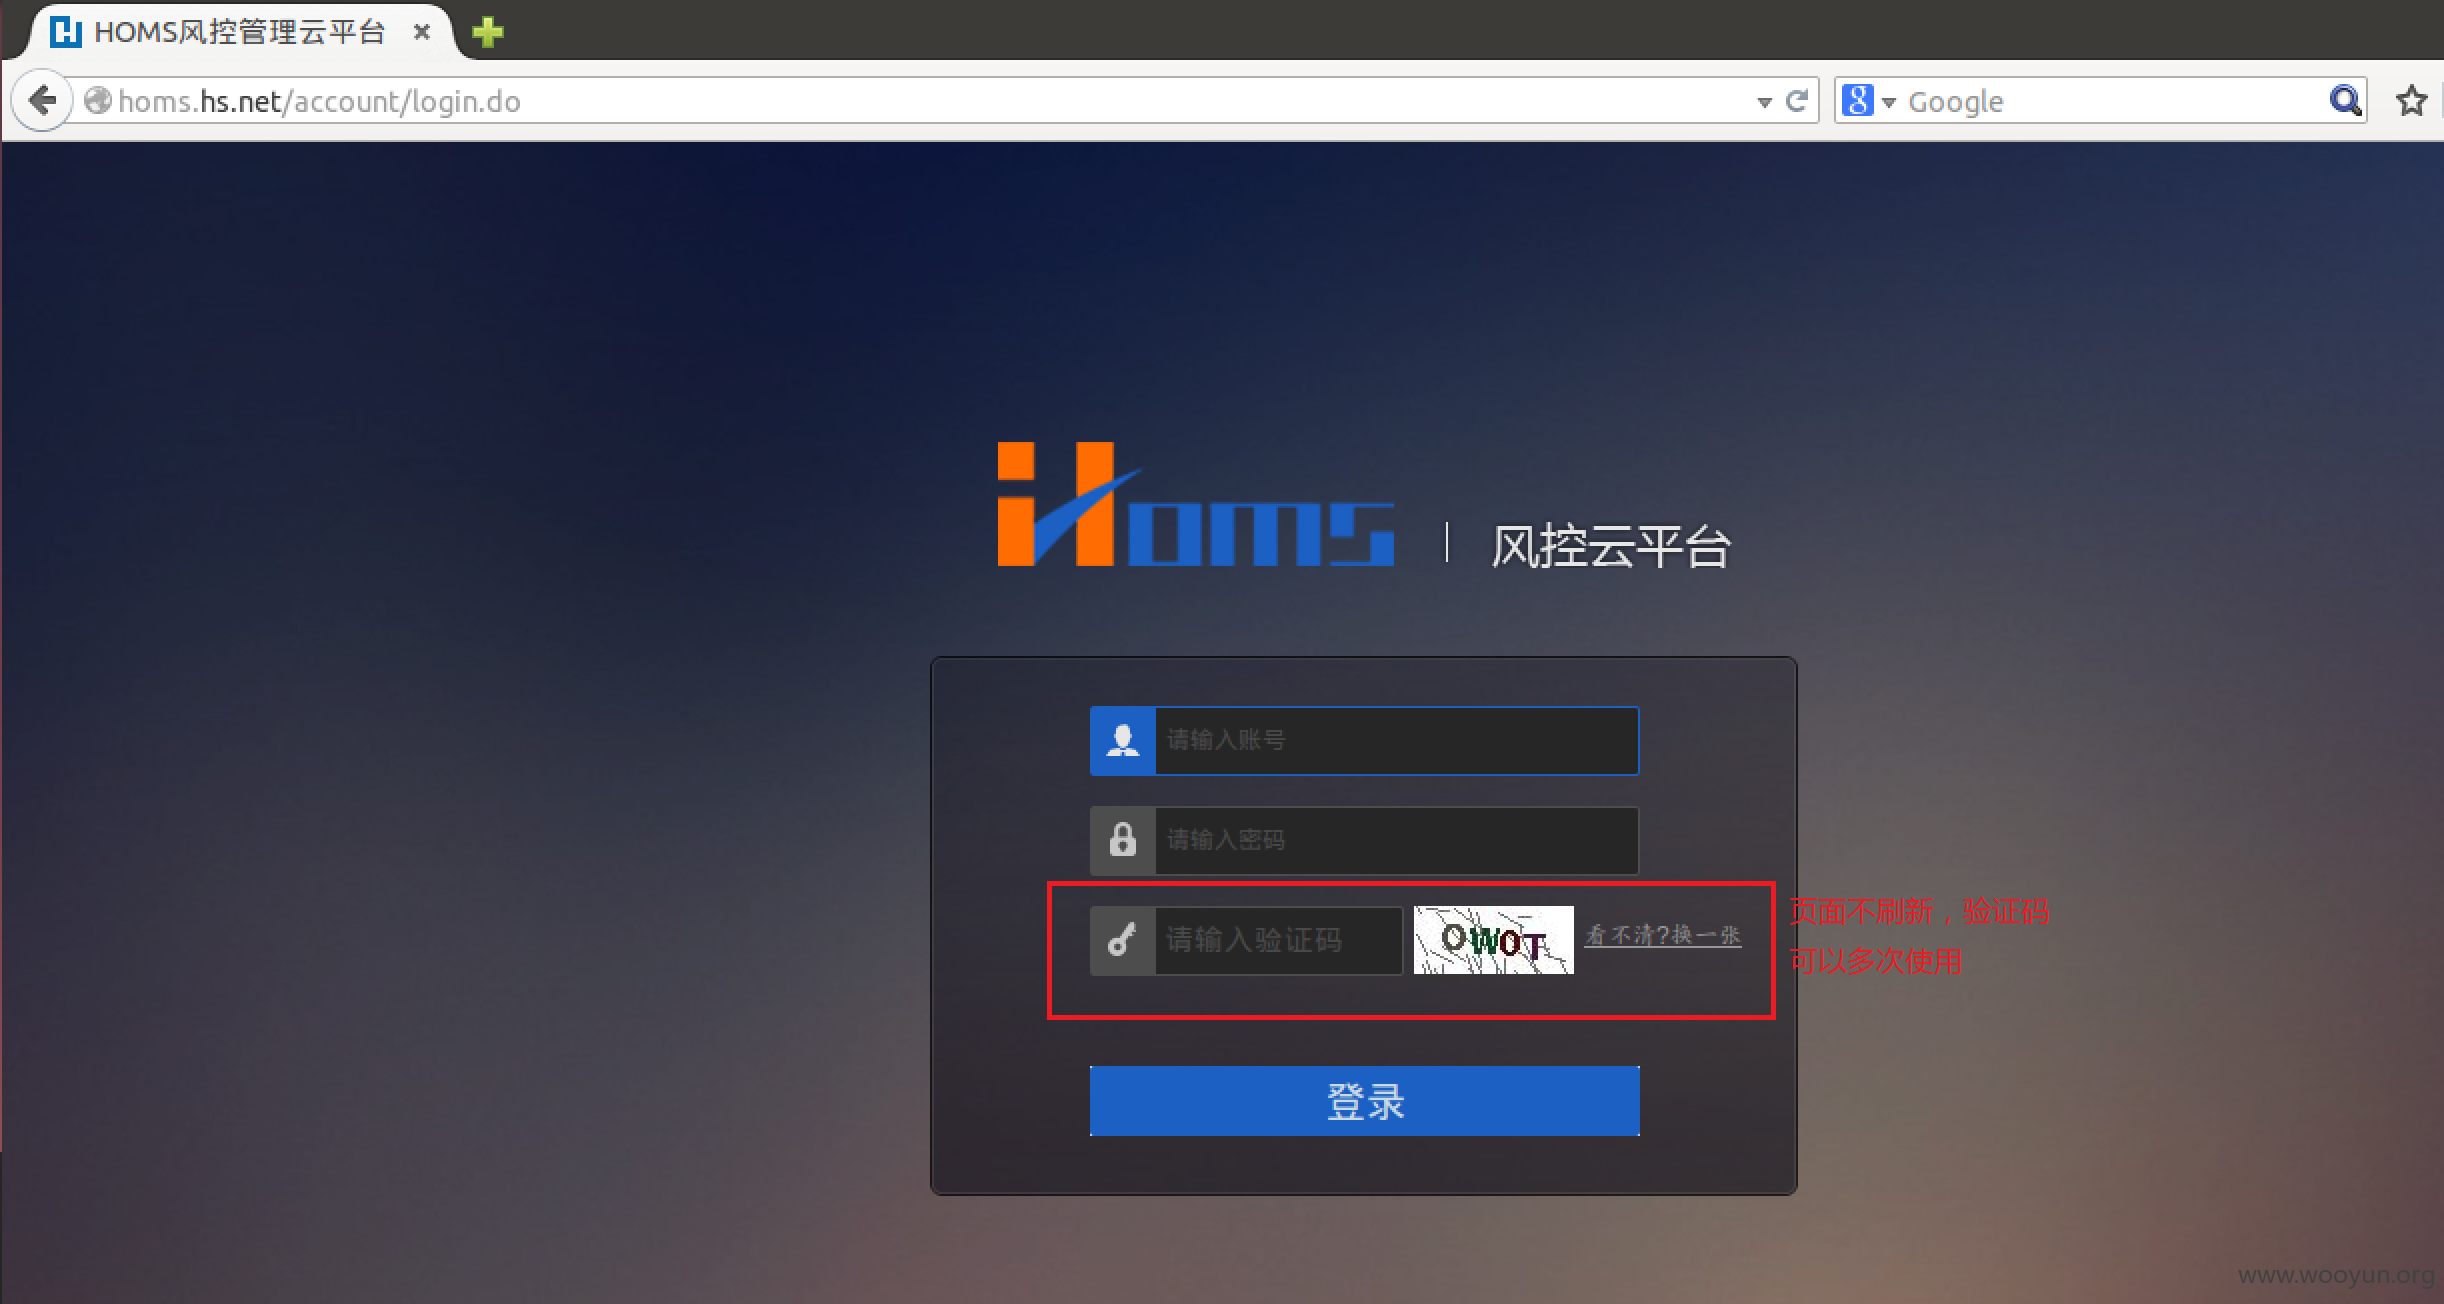 HOMS风控管理云平台
homs.hs.net/account/login.do
Google
Homs
风控云平台
请输入账号
请输入密码
请输入验证码
OWOT
看不清?换一张
页面不刷新，验证码
可以多次使用
登录
www.wooyun.org